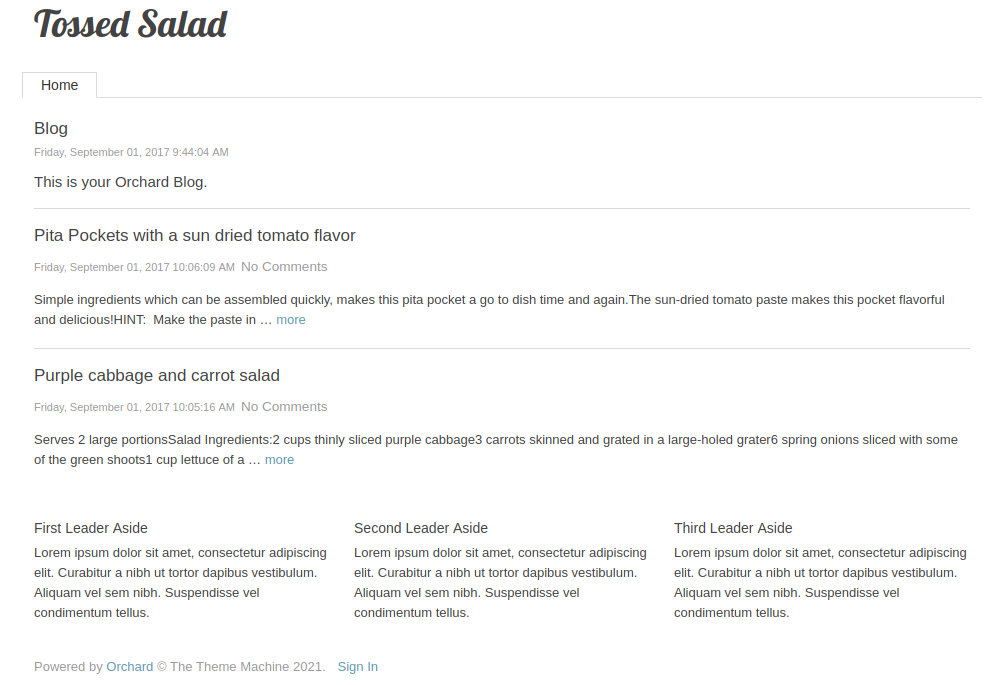 Tossed Salad
Home
Blog
Friday, September 01, 2017 9:44:04 AM
This is your Orchard Blog.
Pita Pockets with a sun dried tomato flavor
Friday, September 01, 2017 10:06:09 AM No Comments
Simple ingredients which can be assembled quickly, makes this pita pocket a go to dish time and again.The sun-dried tomato paste makes this pocket flavorful
and delicious!HINT:  Make the paste in … more
Purple cabbage and carrot salad
Friday, September 01, 2017 10:05:16 AM No Comments
Serves 2 large portionsSalad Ingredients:2 cups thinly sliced purple cabbage3 carrots skinned and grated in a large-holed grater6 spring onions sliced with some
of the green shoots1 cup lettuce of a … more
First Leader Aside
Lorem ipsum dolor sit amet, consectetur adipiscing
elit. Curabitur a nibh ut tortor dapibus vestibulum.
Aliquam vel sem nibh. Suspendisse vel
condimentum tellus.
Second Leader Aside
Lorem ipsum dolor sit amet, consectetur adipiscing
elit. Curabitur a nibh ut tortor dapibus vestibulum.
Aliquam vel sem nibh. Suspendisse vel
condimentum tellus.
Third Leader Aside
Lorem ipsum dolor sit amet, consectetur adipiscing
elit. Curabitur a nibh ut tortor dapibus vestibulum.
Aliquam vel sem nibh. Suspendisse vel
condimentum tellus.
Powered by Orchard © The Theme Machine 2021. Sign In